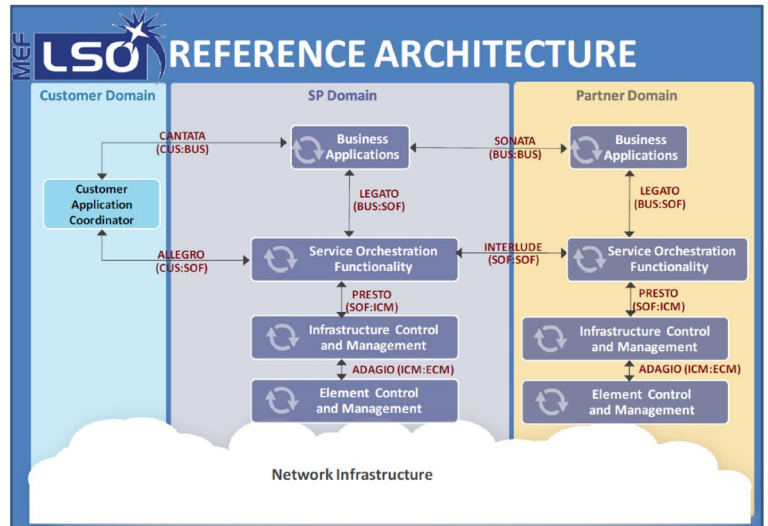 MEF
LSO
REFERENCE ARCHITECTURE
Customer Domain
SP Domain
Partner Domain
CANTATA
(CUS:BUS)
Business
Applications
SONATA
(BUS:BUS)
Business
Applications
Customer
Application
Coordinator
LEGATO
(BUS:SOF)
LEGATO
(BUS:SOF)
ALLEGRO
(CUS:SOF)
Service Orchestration
Functionality
INTERLUDE
(SOF:SOF)
Service Orchestration
Functionality
PRESTO
(SOF:ICM)
PRESTO
(SOF:ICM)
Infrastructure Control
and Management
Infrastructure Control
and Management
ADAGIO (ICM:ECM)
ADAGIO (ICM:ECM)
Element Control
and Management
Element Control
and Management
Network Infrastructure